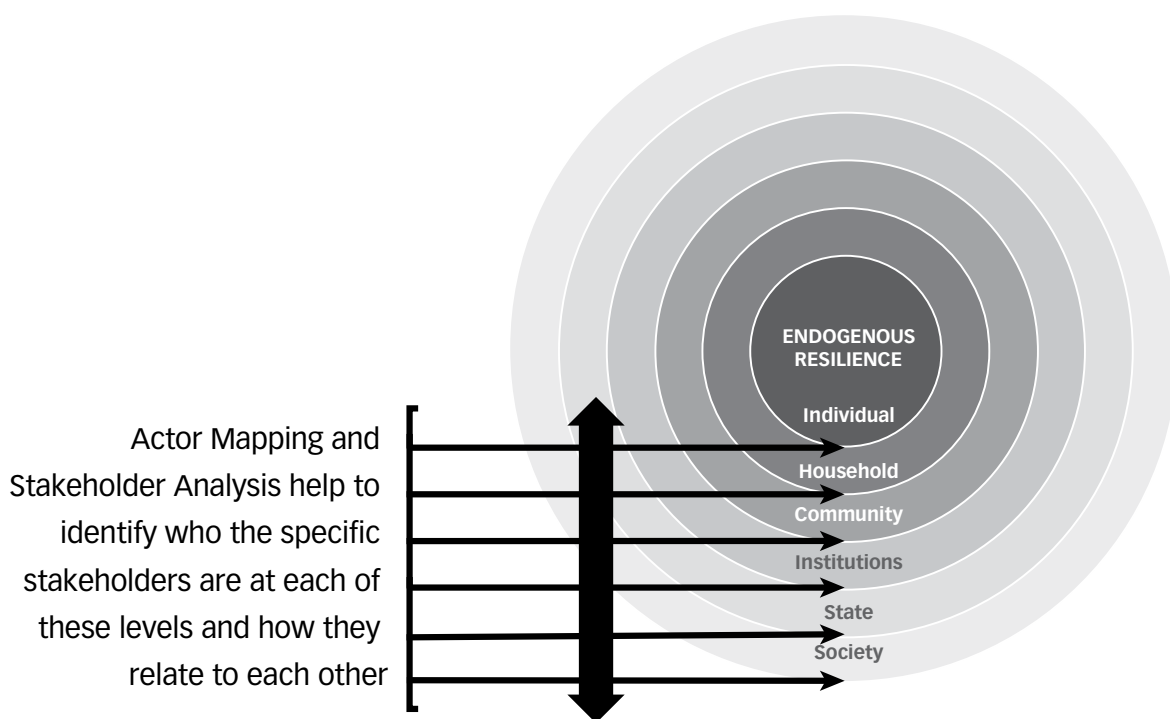 Actor Mapping and
Stakeholder Analysis help to
identify who the specific
stakeholders are at each of
these levels and how they
relate to each other
ENDOGENOUS
RESILIENCE
Individual
Household
Community
Institutions
State
Society